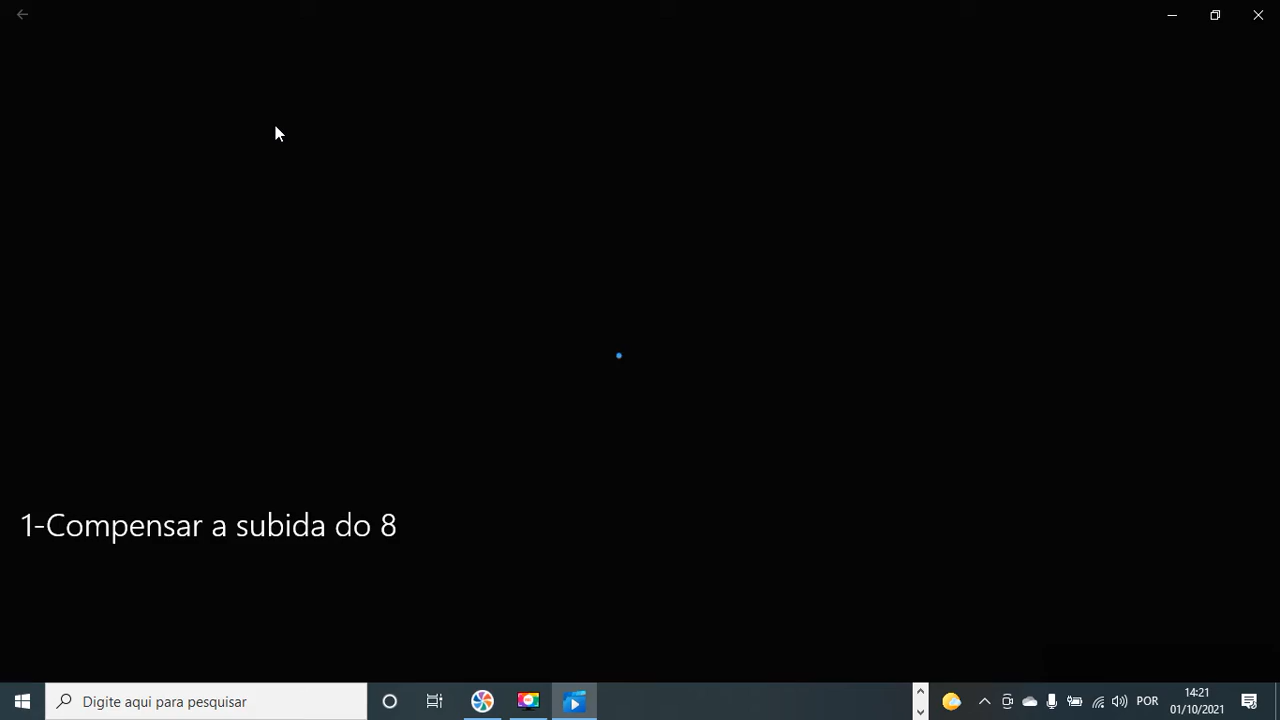 1-Compensar a subida do 8
Digite aqui para pesquisar
POR
14:21
01/10/2021